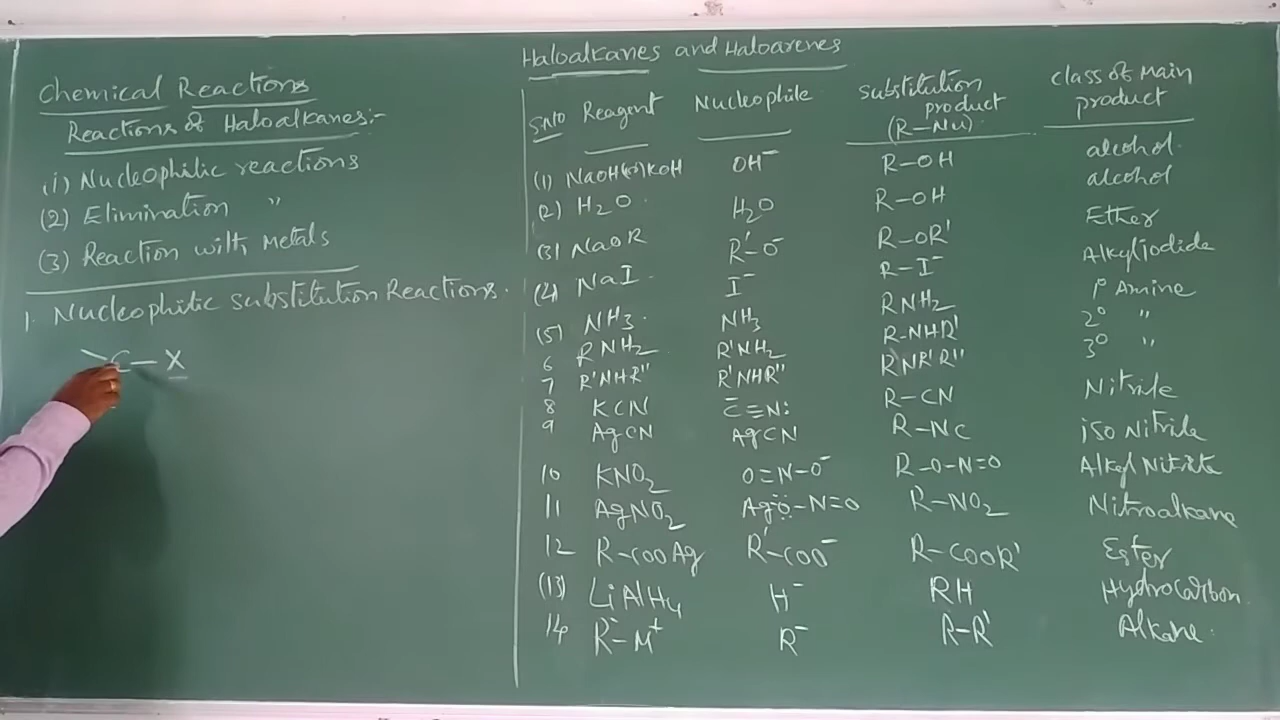 Chemical Reactions
Reactions of Haloalkanes:-
(1) Nucleophilic reactions
(2) Elimination "
(3) Reaction with Metals
1. Nucleophilic substitution Reactions.
C-X
Haloalkanes and Haloarenes
S.No Reagent Nucleophile Substitution product (R-Nu) class of Main product
(1) NaOH(or)KOH OH⁻ R-OH alcohol.
(2) H₂O. H₂O R-OH alcohol
(3) NaOR R'-O⁻ R-OR' Ether
(4) NaI. I⁻ R-I⁻ Alkyl iodide
(5) NH₃. NH₃ RNH₂ 1° Amine
6 RNH₂ R'NH₂ R-NHR' 2° "
7 R'NHR" R'NHR" RNR'R" 3° "
8 KCN C̄≡N: R-CN Nitrile
9 AgCN AgCN R-NC iso Nitrile
10 KNO₂ O=N-O⁻ R-O-N=O Alkyl Nitrite
11 AgNO₂ Ag-Ö-N=O R-NO₂ Nitroalkane
12 R-COOAg R'-COO⁻ R-COOR' Ester
(13) LiAlH₄ H⁻ RH Hydrocarbon.
14 R⁻-M⁺ R⁻ R-R' Alkane.